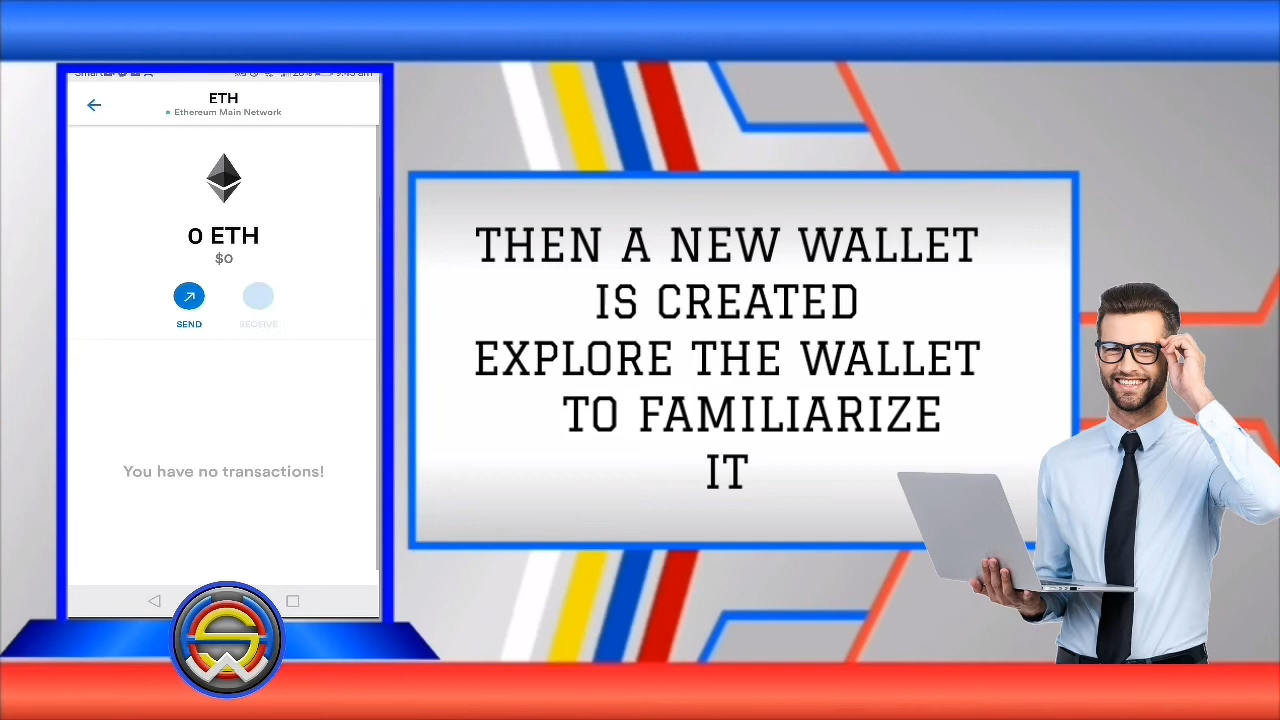 ETH
Ethereum Main Network
0 ETH
$0
SEND
RECEIVE
You have no transactions!
THEN A NEW WALLET
IS CREATED
EXPLORE THE WALLET
TO FAMILIARIZE
IT